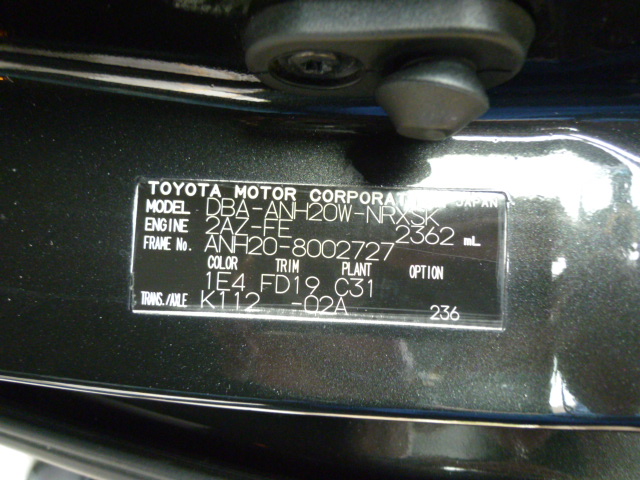 TOYOTA MOTOR CORPORATION JAPAN
MODEL DBA-ANH20W-NRXSK
ENGINE 2AZ-FE 2362 mL
FRAME No. ANH20-8002727
COLOR TRIM PLANT OPTION
1E4 FD19 C31
TRANS./AXLE K112 -02A
236